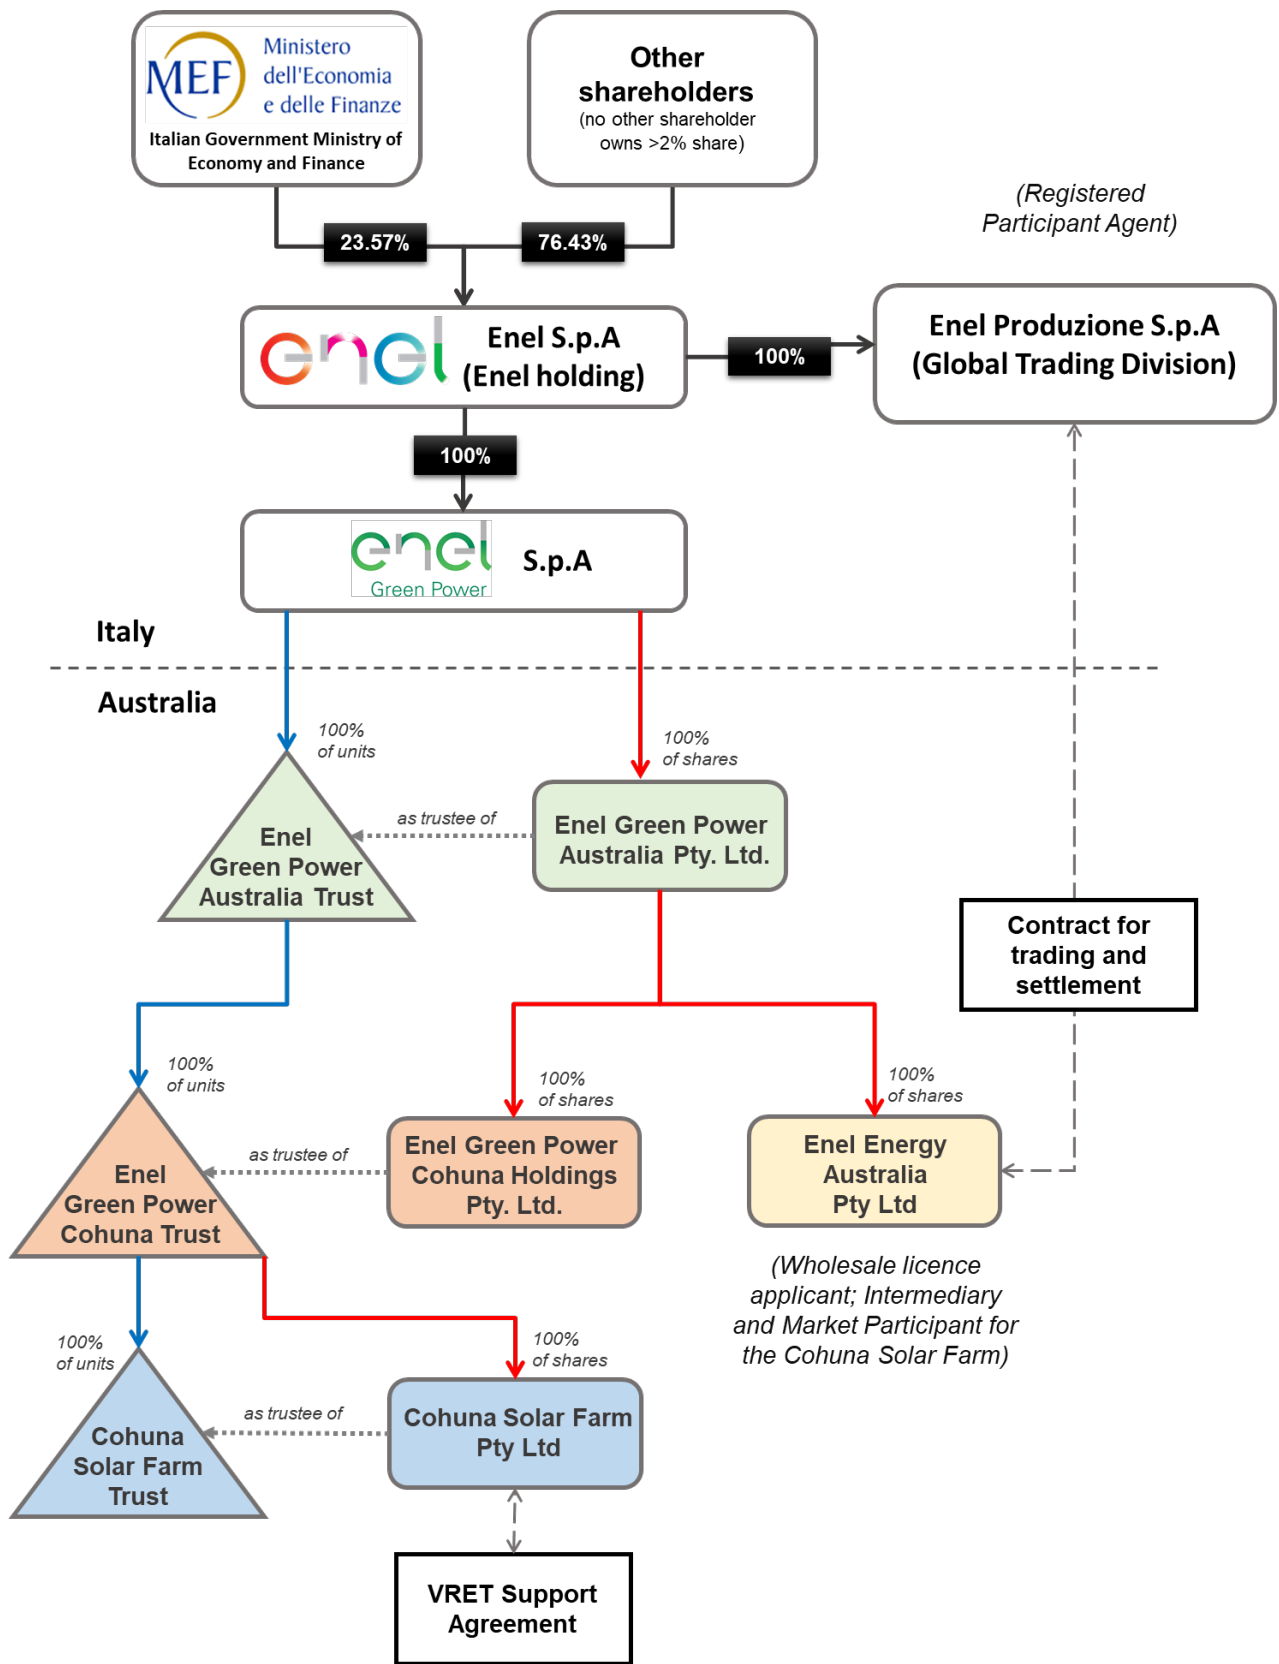 MEF
Ministero
dell'Economia
e delle Finanze
Italian Government Ministry of
Economy and Finance
Other
shareholders
(no other shareholder
owns >2% share)
23.57%
76.43%
(Registered
Participant Agent)
enel
Enel S.p.A
(Enel holding)
100%
Enel Produzione S.p.A
(Global Trading Division)
100%
enel
Green Power
S.p.A
Italy
Australia
100%
of units
100%
of shares
Enel
Green Power
Australia Trust
as trustee of
Enel Green Power
Australia Pty. Ltd.
Contract for
trading and
settlement
100%
of units
100%
of shares
100%
of shares
Enel
Green Power
Cohuna Trust
as trustee of
Enel Green Power
Cohuna Holdings
Pty. Ltd.
Enel Energy
Australia
Pty Ltd
(Wholesale licence
applicant; Intermediary
and Market Participant for
the Cohuna Solar Farm)
100%
of units
100%
of shares
Cohuna
Solar Farm
Trust
as trustee of
Cohuna Solar Farm
Pty Ltd
VRET Support
Agreement